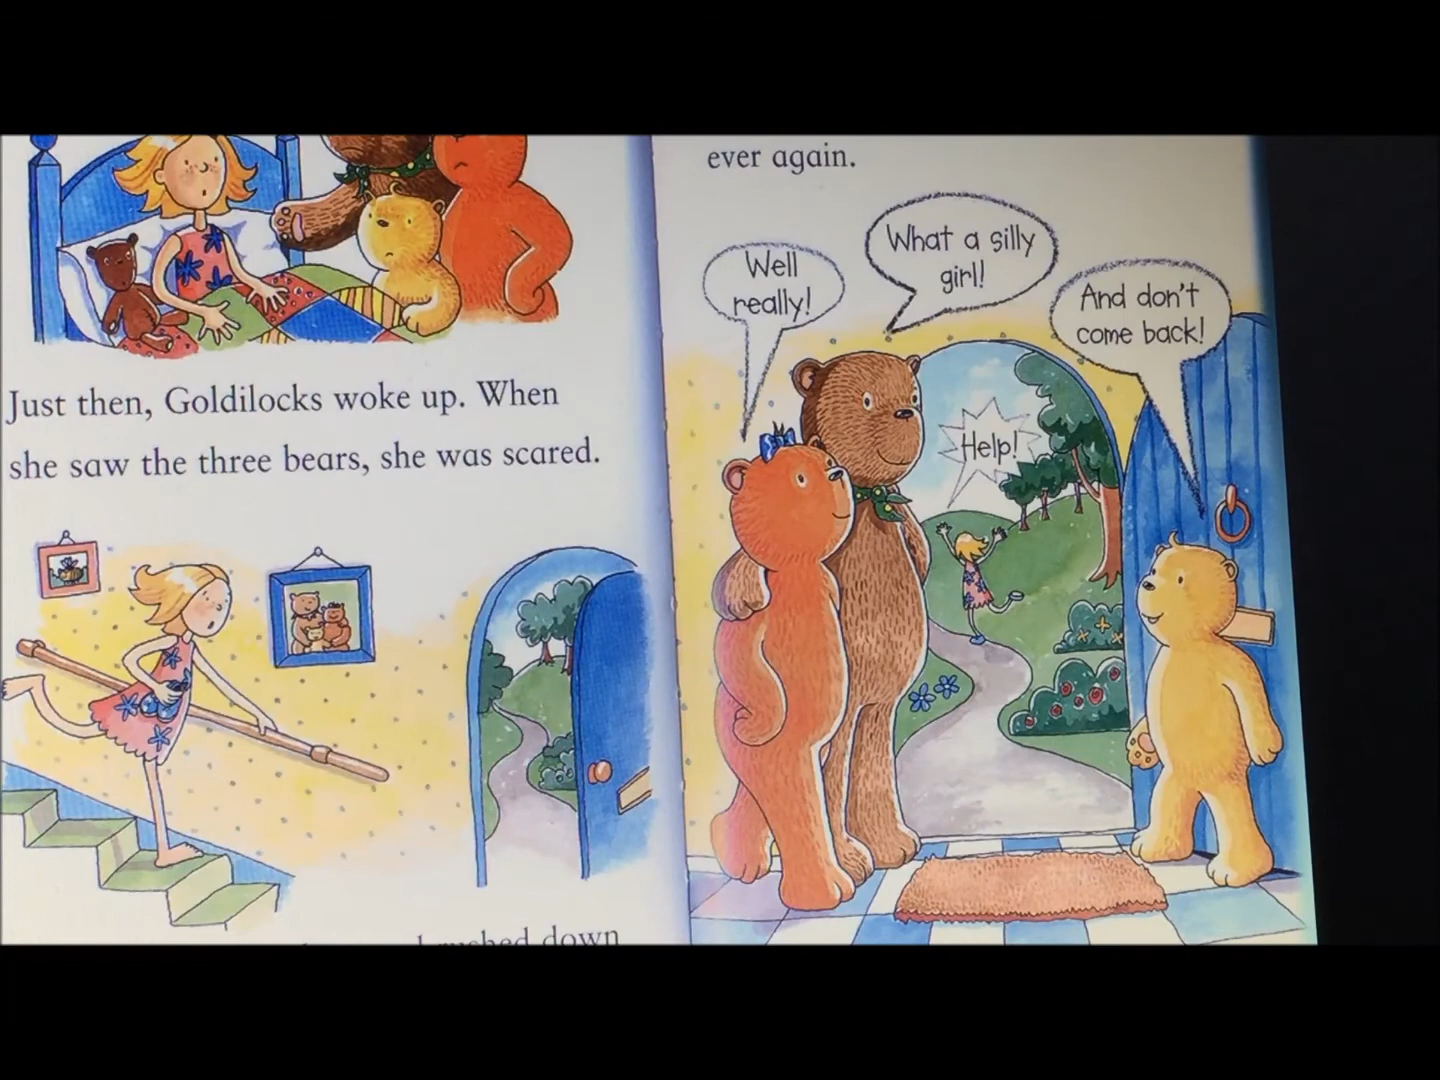 Just then, Goldilocks woke up. When
she saw the three bears, she was scared.
down
ever again.
Well
really!
What a silly
girl!
And don't
come back!
Help!